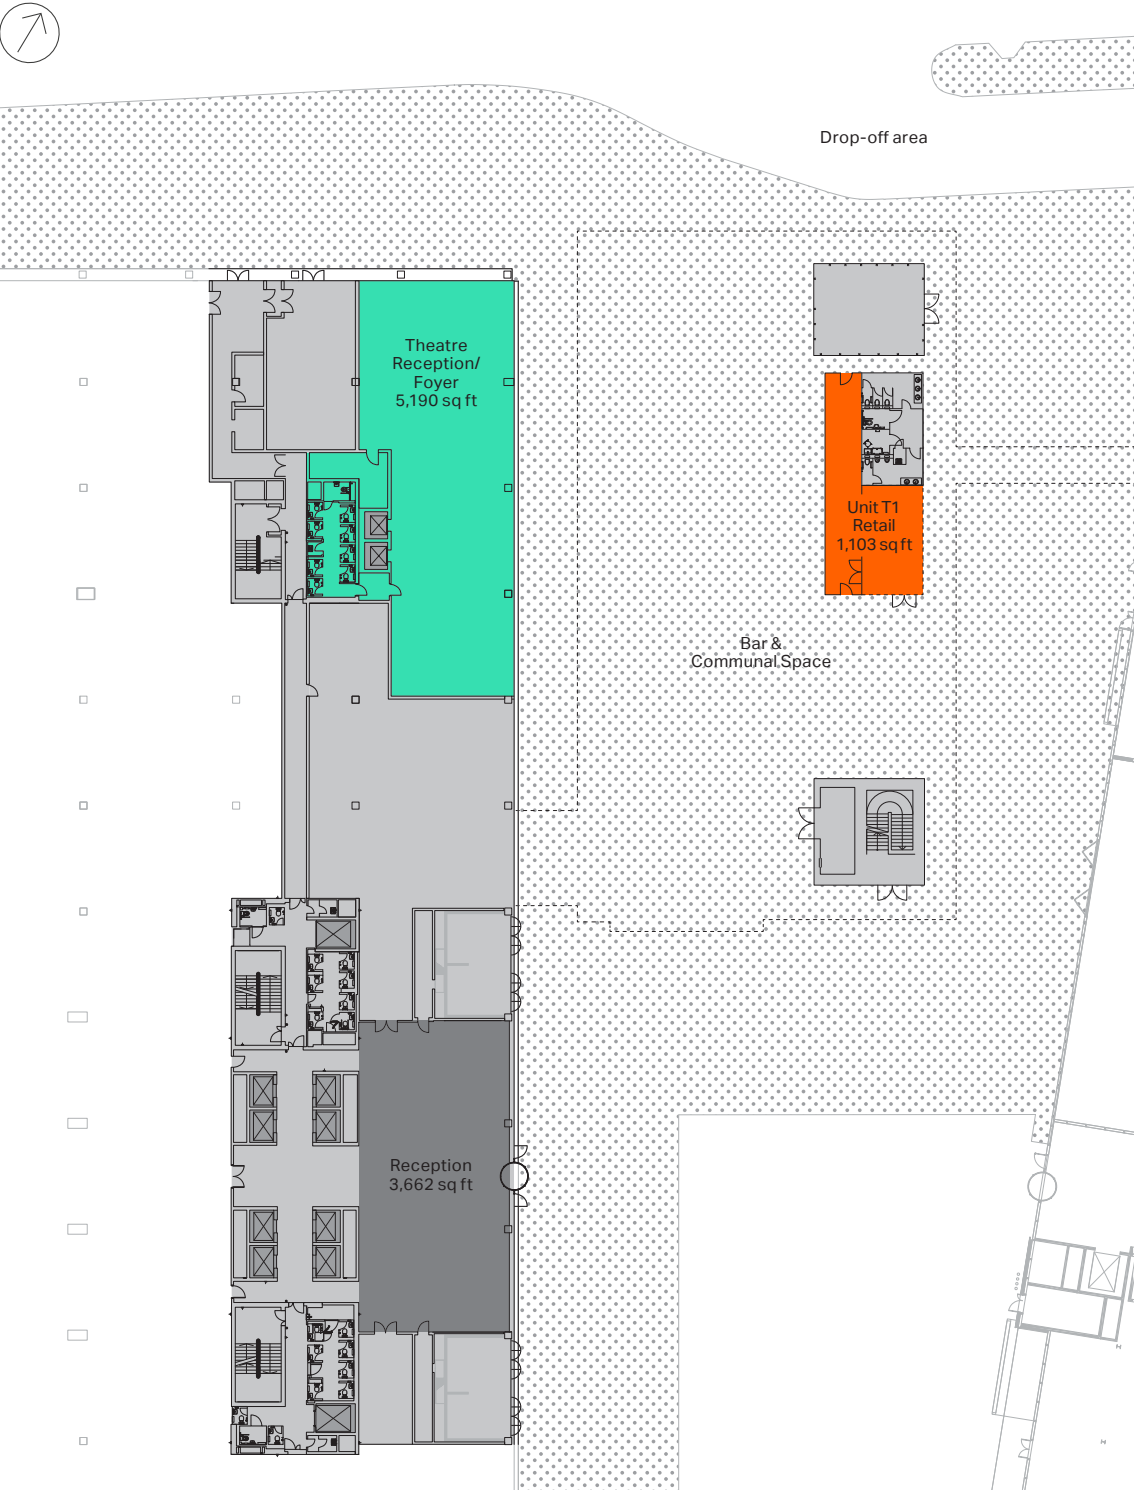 Drop-off area
Theatre
Reception/
Foyer
5,190 sq ft
Unit T1
Retail
1,103 sq ft
Bar &
Communal Space
Reception
3,662 sq ft